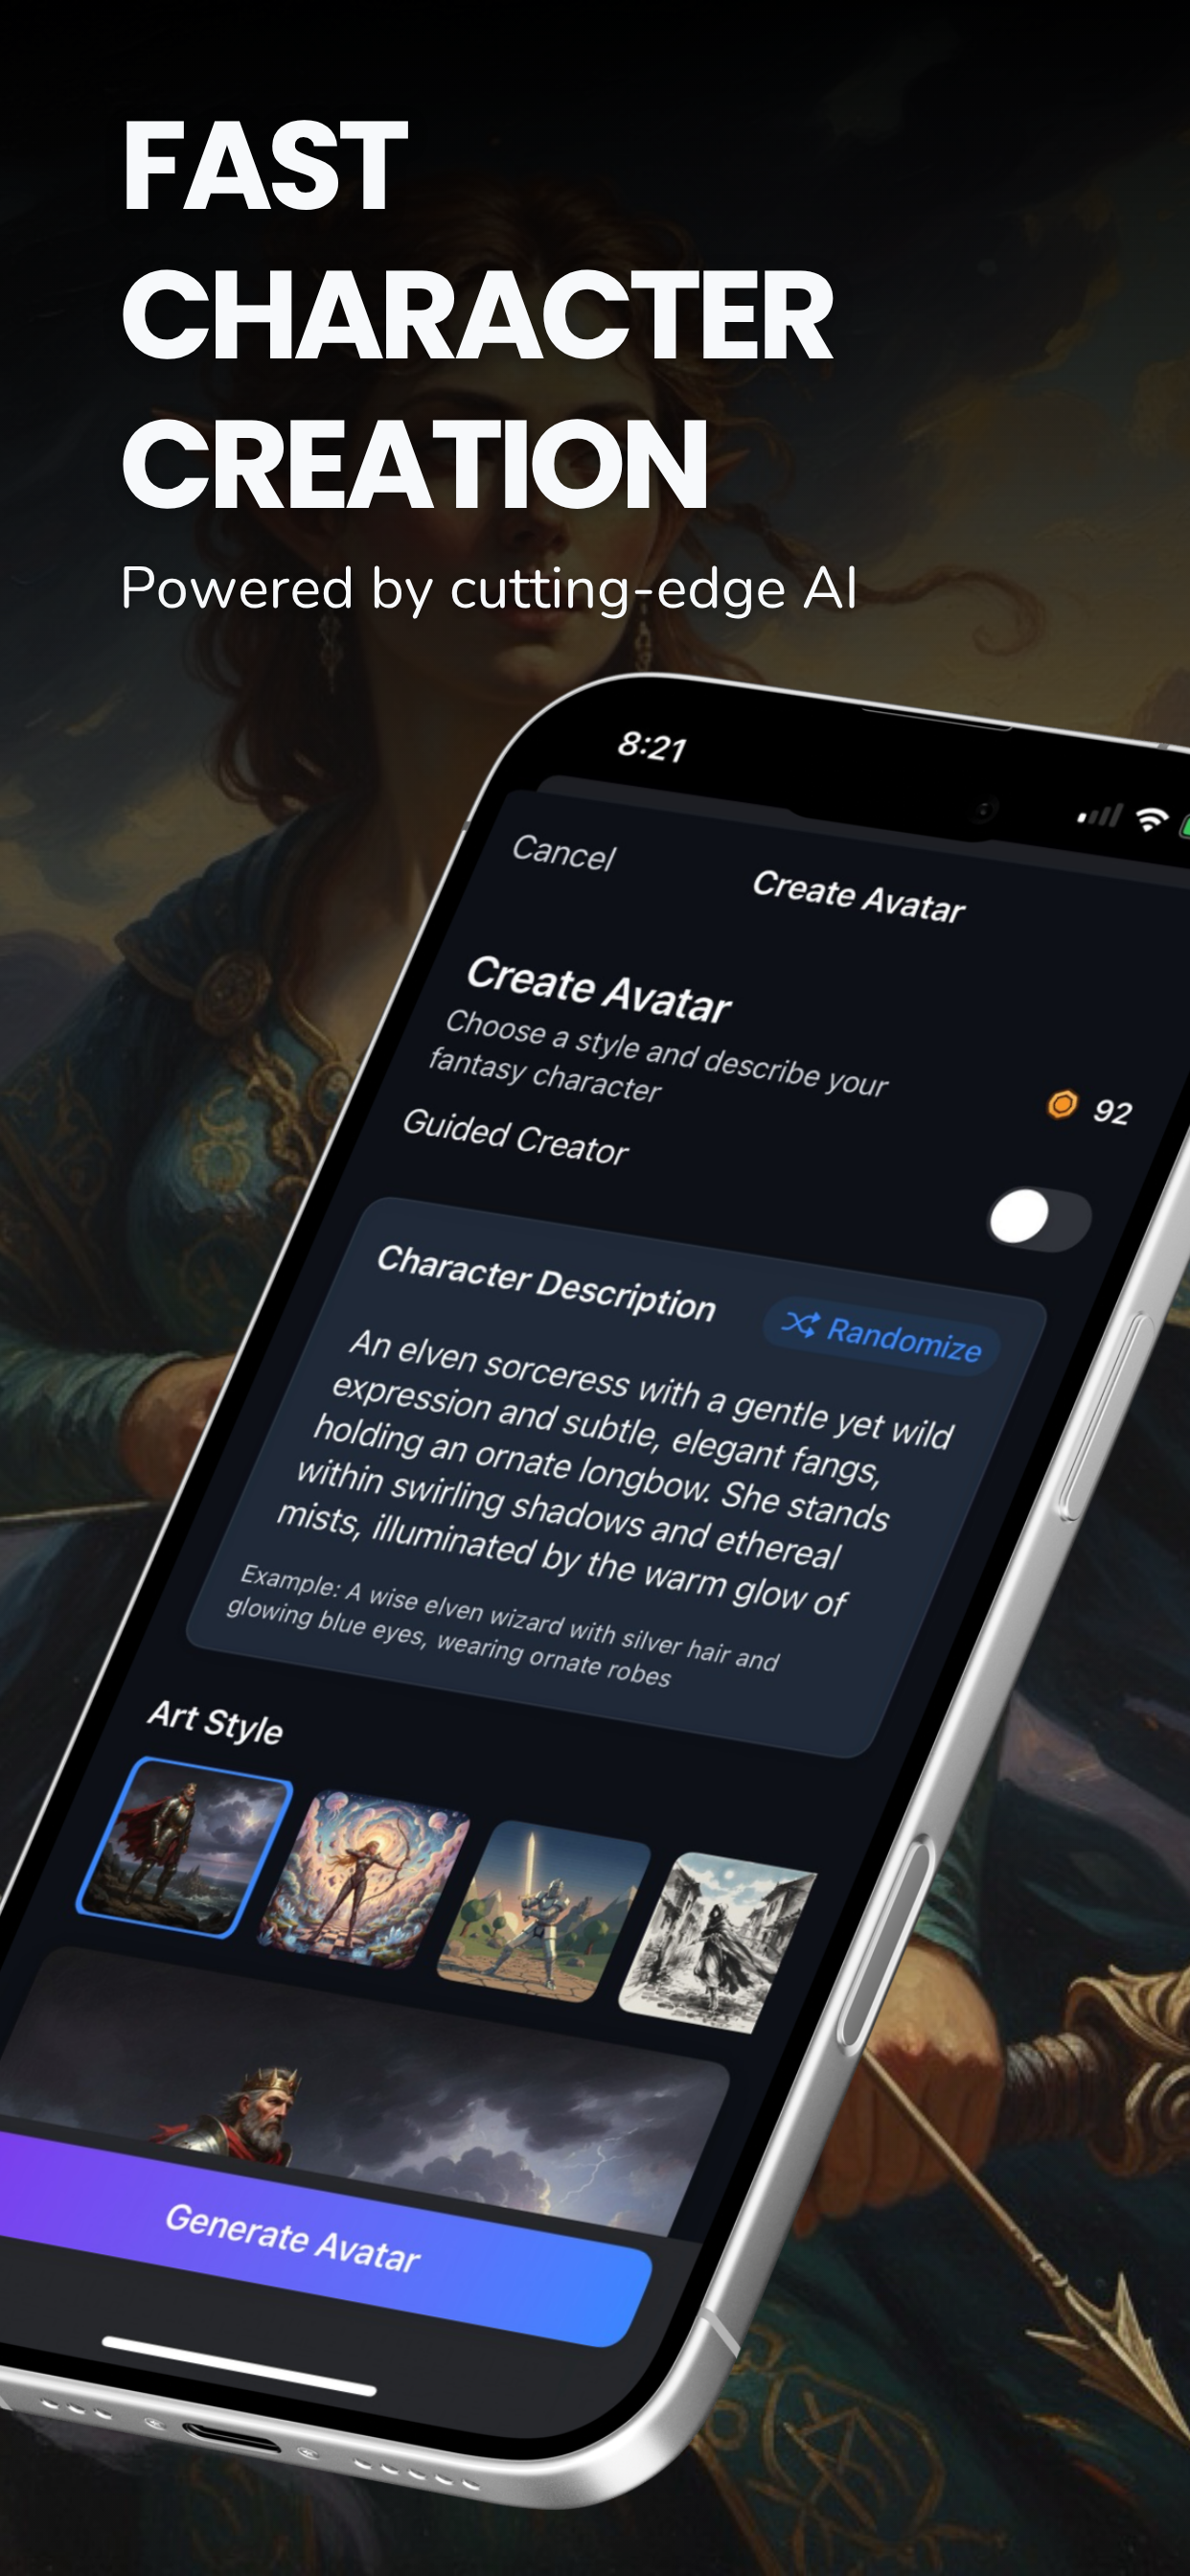 FAST
CHARACTER
CREATION
Powered by cutting-edge AI
8:21
Cancel
Create Avatar
Create Avatar
Choose a style and describe your
fantasy character
92
Guided Creator
Character Description
Randomize
An elven sorceress with a gentle yet wild
expression and subtle, elegant fangs,
holding an ornate longbow. She stands
within swirling shadows and ethereal
mists, illuminated by the warm glow of
Example: A wise elven wizard with silver hair and
glowing blue eyes, wearing ornate robes
Art Style
Generate Avatar